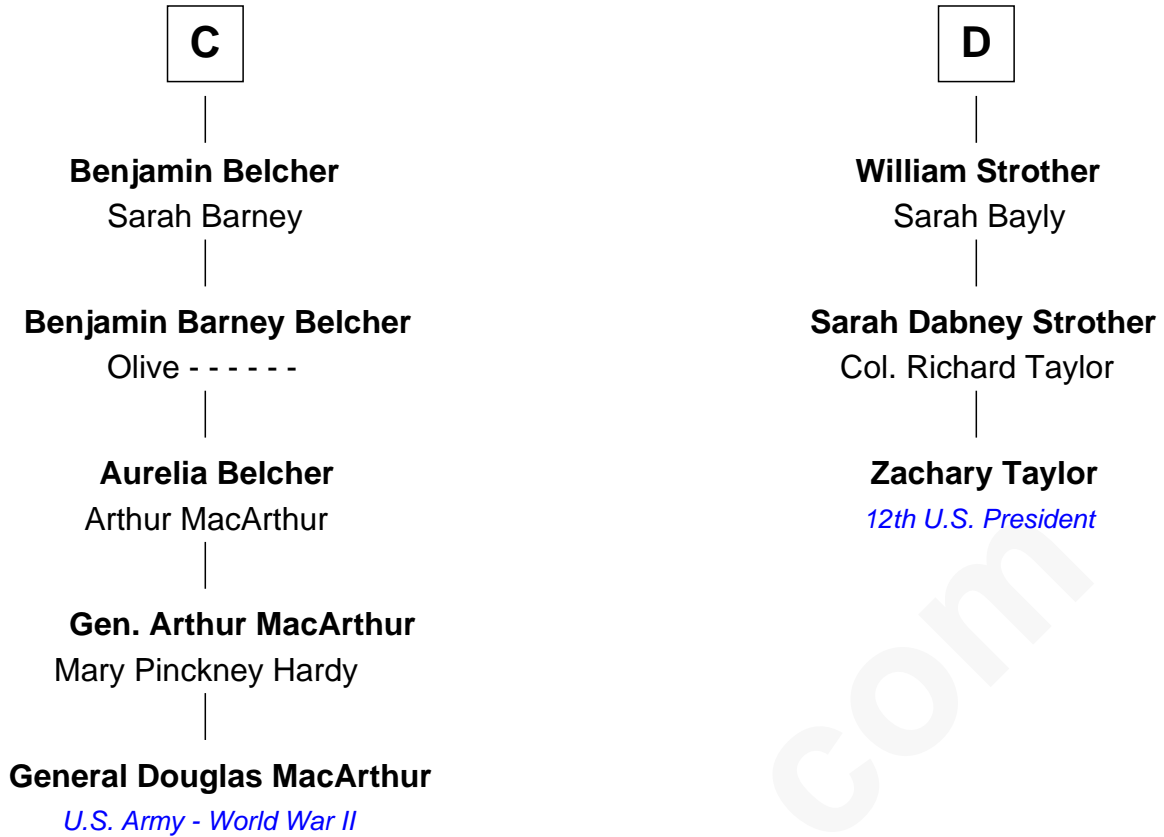 C
Benjamin Belcher
Sarah Barney
Benjamin Barney Belcher
Olive - - - - - -
Aurelia Belcher
Arthur MacArthur
Gen. Arthur MacArthur
Mary Pinckney Hardy
General Douglas MacArthur
U.S. Army - World War II
D
William Strother
Sarah Bayly
Sarah Dabney Strother
Col. Richard Taylor
Zachary Taylor
12th U.S. President
com